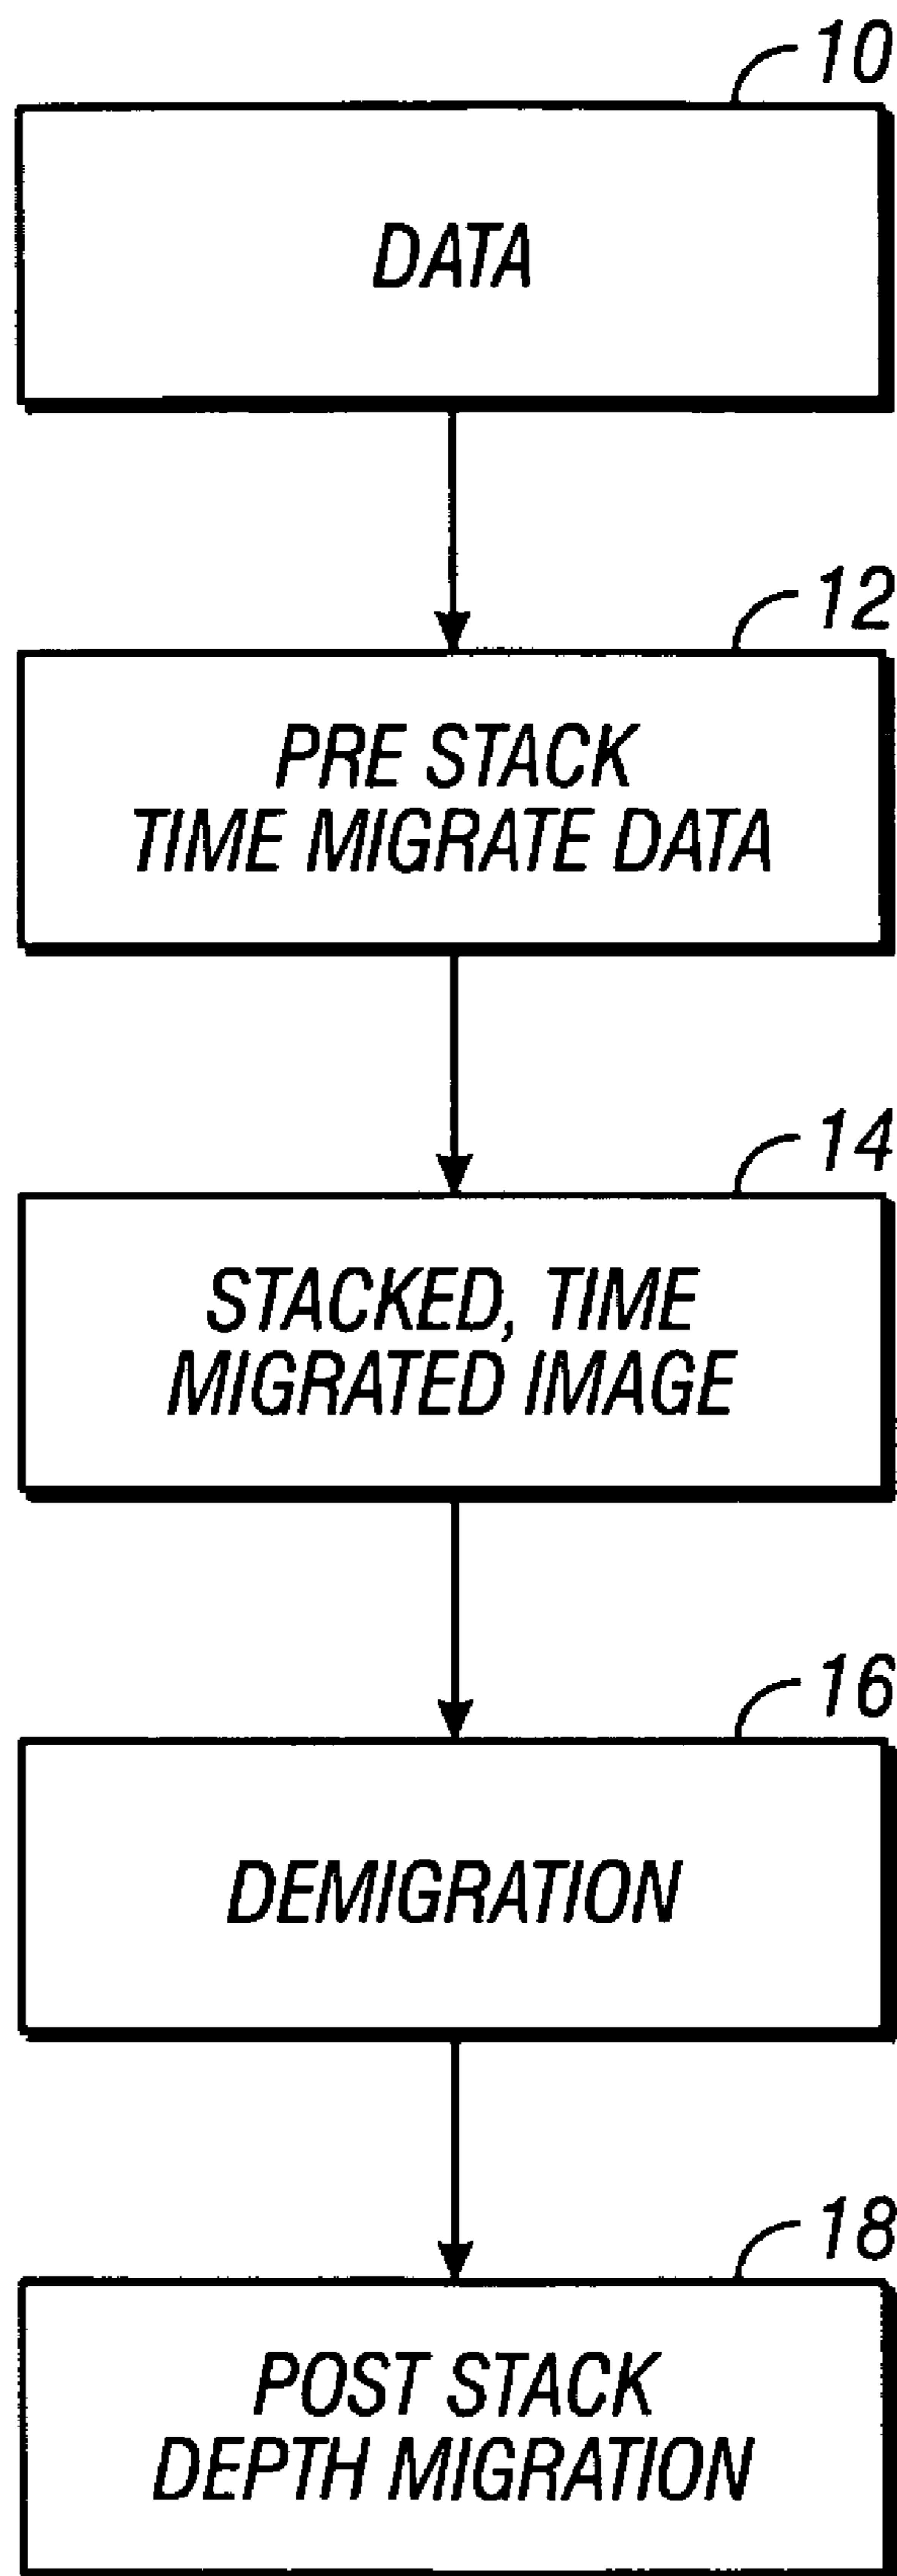 10
DATA
12
PRE STACK
TIME MIGRATE DATA
14
STACKED, TIME
MIGRATED IMAGE
16
DEMIGRATION
18
POST STACK
DEPTH MIGRATION